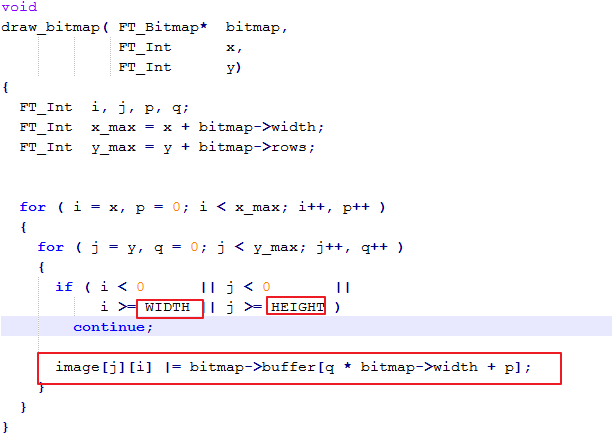 void
draw_bitmap( FT_Bitmap*  bitmap,
             FT_Int      x,
             FT_Int      y)
{
  FT_Int  i, j, p, q;
  FT_Int  x_max = x + bitmap->width;
  FT_Int  y_max = y + bitmap->rows;
  for ( i = x, p = 0; i < x_max; i++, p++ )
  {
    for ( j = y, q = 0; j < y_max; j++, q++ )
    {
      if ( i < 0      || j < 0       ||
           i >= WIDTH || j >= HEIGHT )
        continue;
      image[j][i] |= bitmap->buffer[q * bitmap->width + p];
    }
  }
}